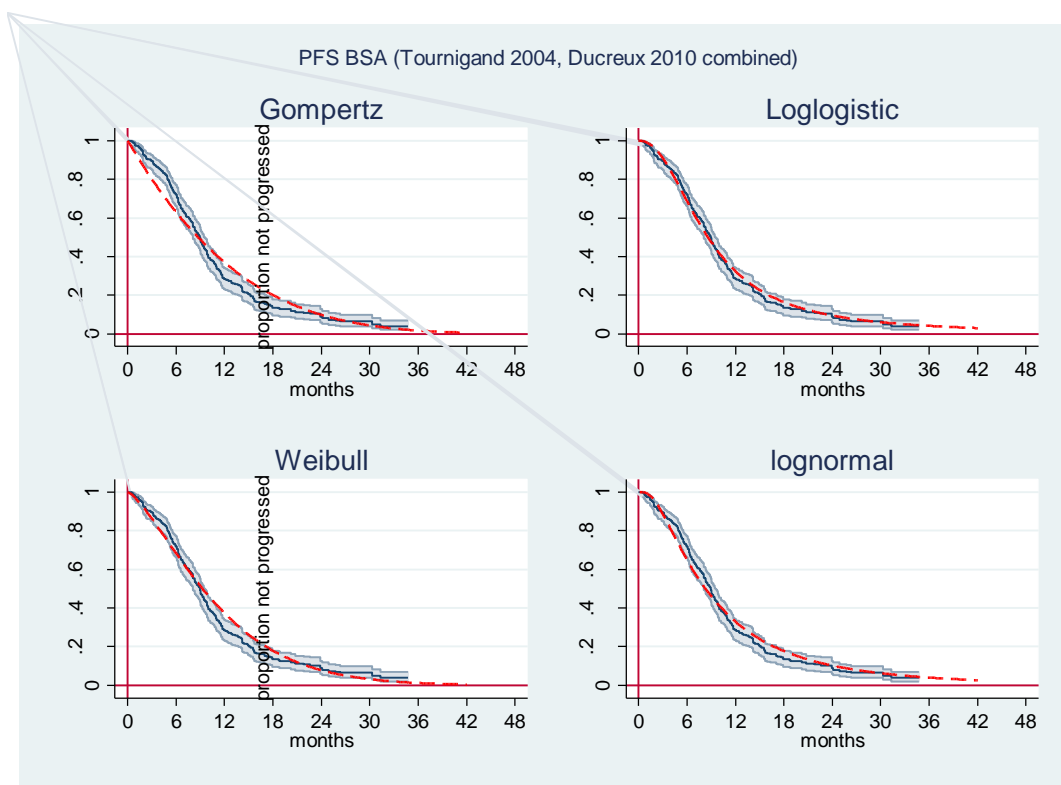 PFS BSA (Tournigand 2004, Ducreux 2010 combined)
Gompertz
proportion not progressed
1
.8
.6
.4
.2
0
0 6 12 18 24 30 36 42 48
months
Loglogistic
1
.8
.6
.4
.2
0
0 6 12 18 24 30 36 42 48
months
Weibull
proportion not progressed
1
.8
.6
.4
.2
0
0 6 12 18 24 30 36 42 48
months
lognormal
1
.8
.6
.4
.2
0
0 6 12 18 24 30 36 42 48
months